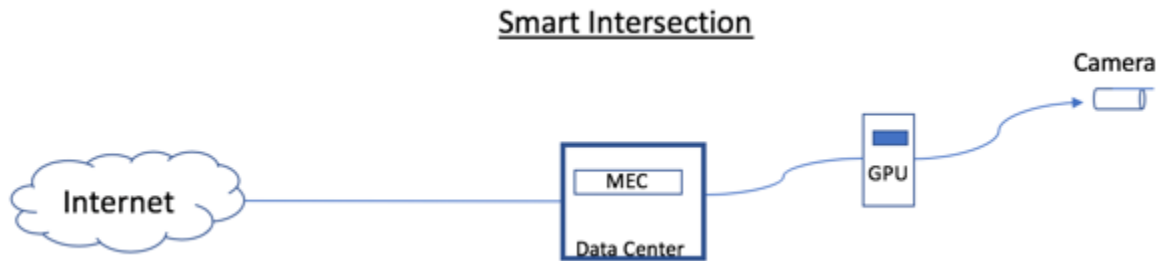 Smart Intersection
Camera
Internet
MEC
Data Center
GPU